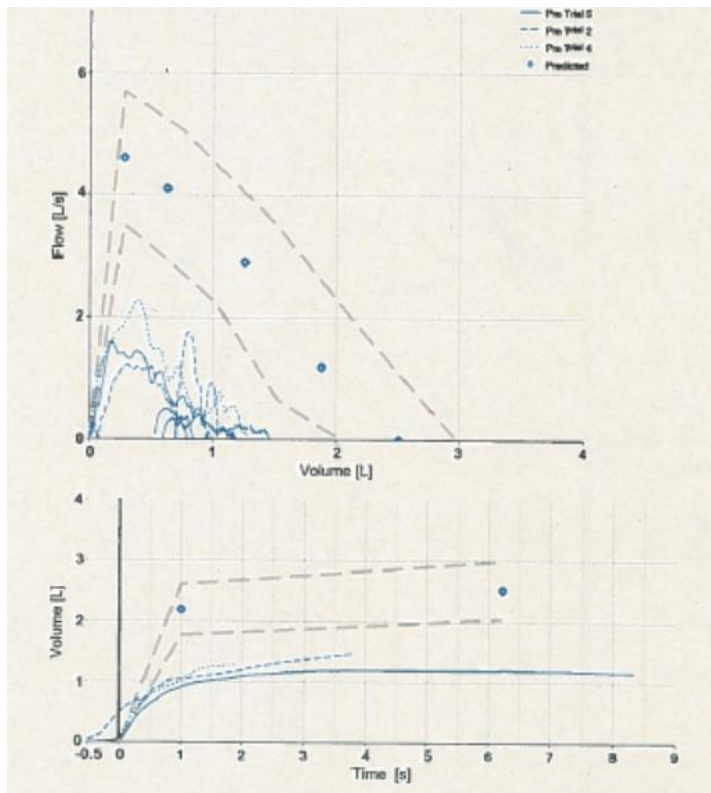 Pre Trial 5
Pre Trial 2
Pre Trial 4
Predicted
6
4
2
0
Flow [L/s]
0 1 2 3 4
Volume [L]
4
3
2
1
0
Volume [L]
-0.5 0 1 2 3 4 5 6 7 8 9
Time [s]